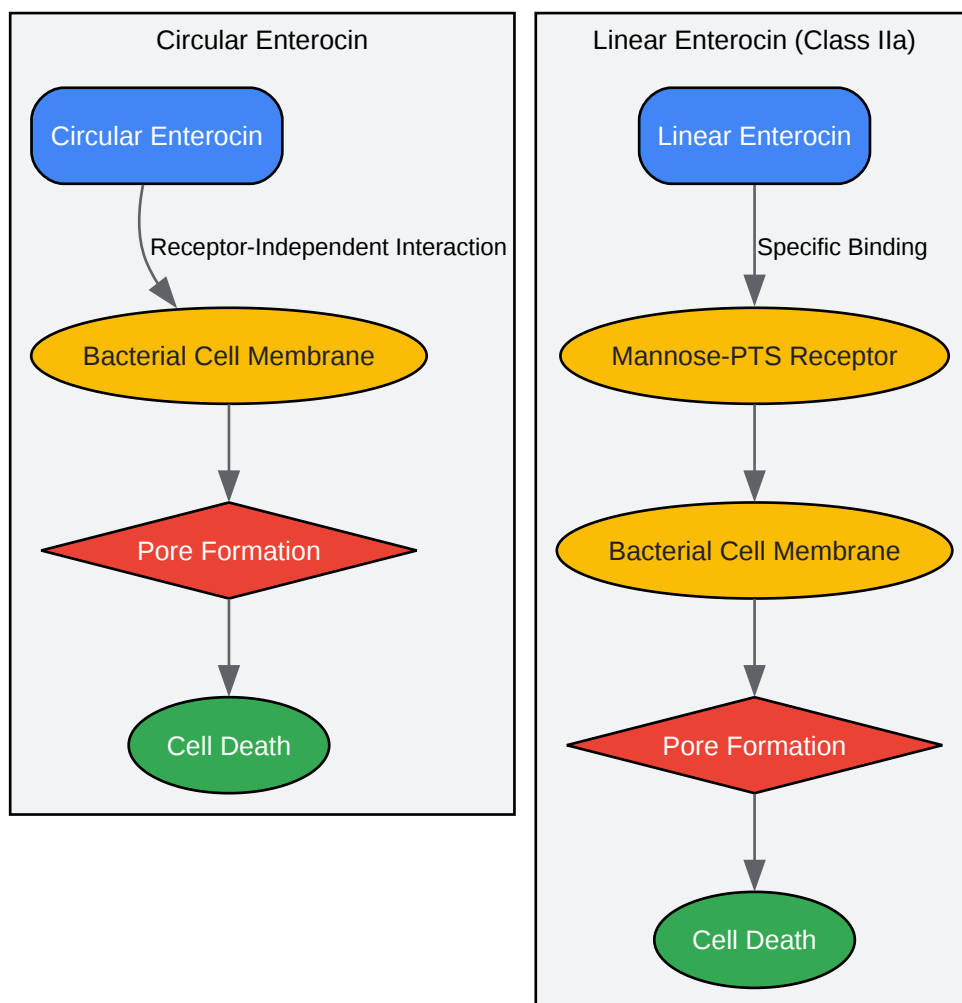 Circular Enterocin
Circular Enterocin
Receptor-Independent Interaction
Bacterial Cell Membrane
Pore Formation
Cell Death
Linear Enterocin (Class IIa)
Linear Enterocin
Specific Binding
Mannose-PTS Receptor
Bacterial Cell Membrane
Pore Formation
Cell Death